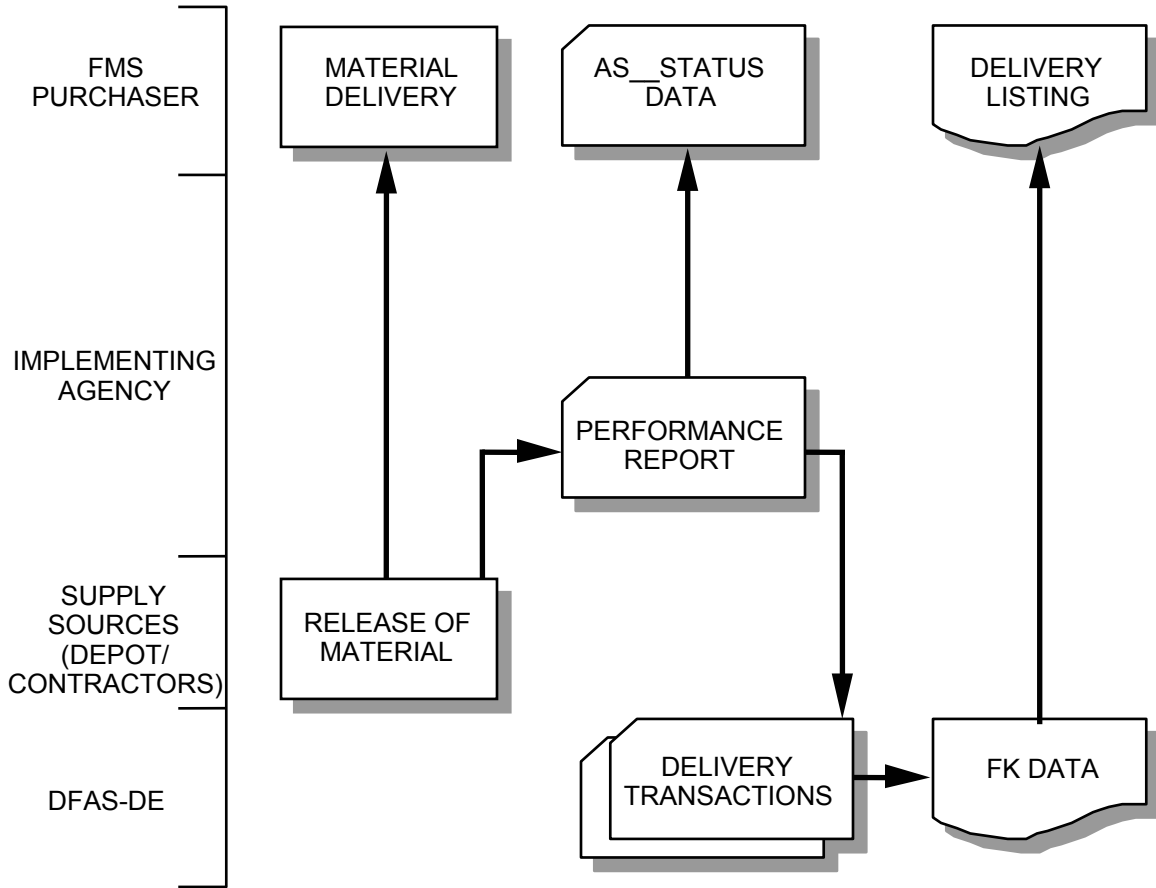 FMS
PURCHASER
MATERIAL
DELIVERY
AS__STATUS
DATA
DELIVERY
LISTING
IMPLEMENTING
AGENCY
PERFORMANCE
REPORT
SUPPLY
SOURCES
(DEPOT/
CONTRACTORS)
RELEASE OF
MATERIAL
DFAS-DE
DELIVERY
TRANSACTIONS
FK DATA